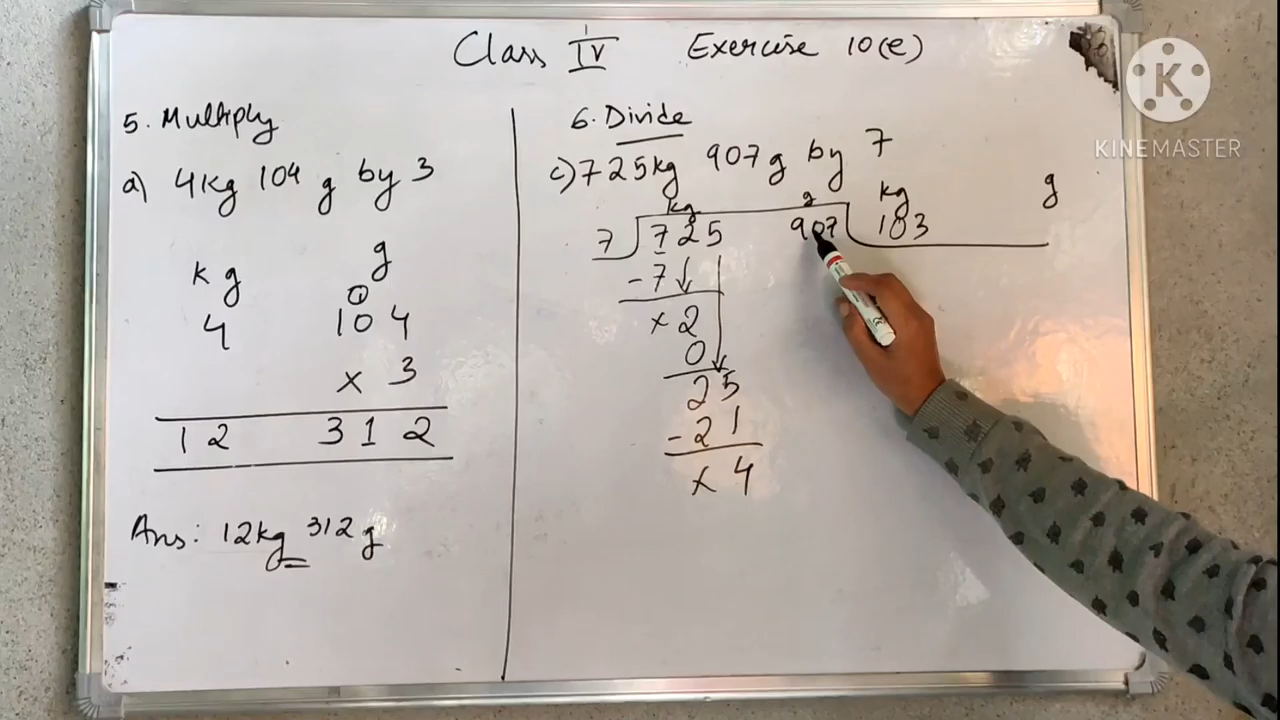 Class IV Exercise 10(e)
K
KINEMASTER
5. Multiply
a) 4kg 104 g by 3
kg g
1
4 104
x 3
12 312
Ans: 12kg 312g
6. Divide
c) 725kg 907g by 7
kg g kg g
7 725 907 103
-7
x 2
0
25
-21
x 4